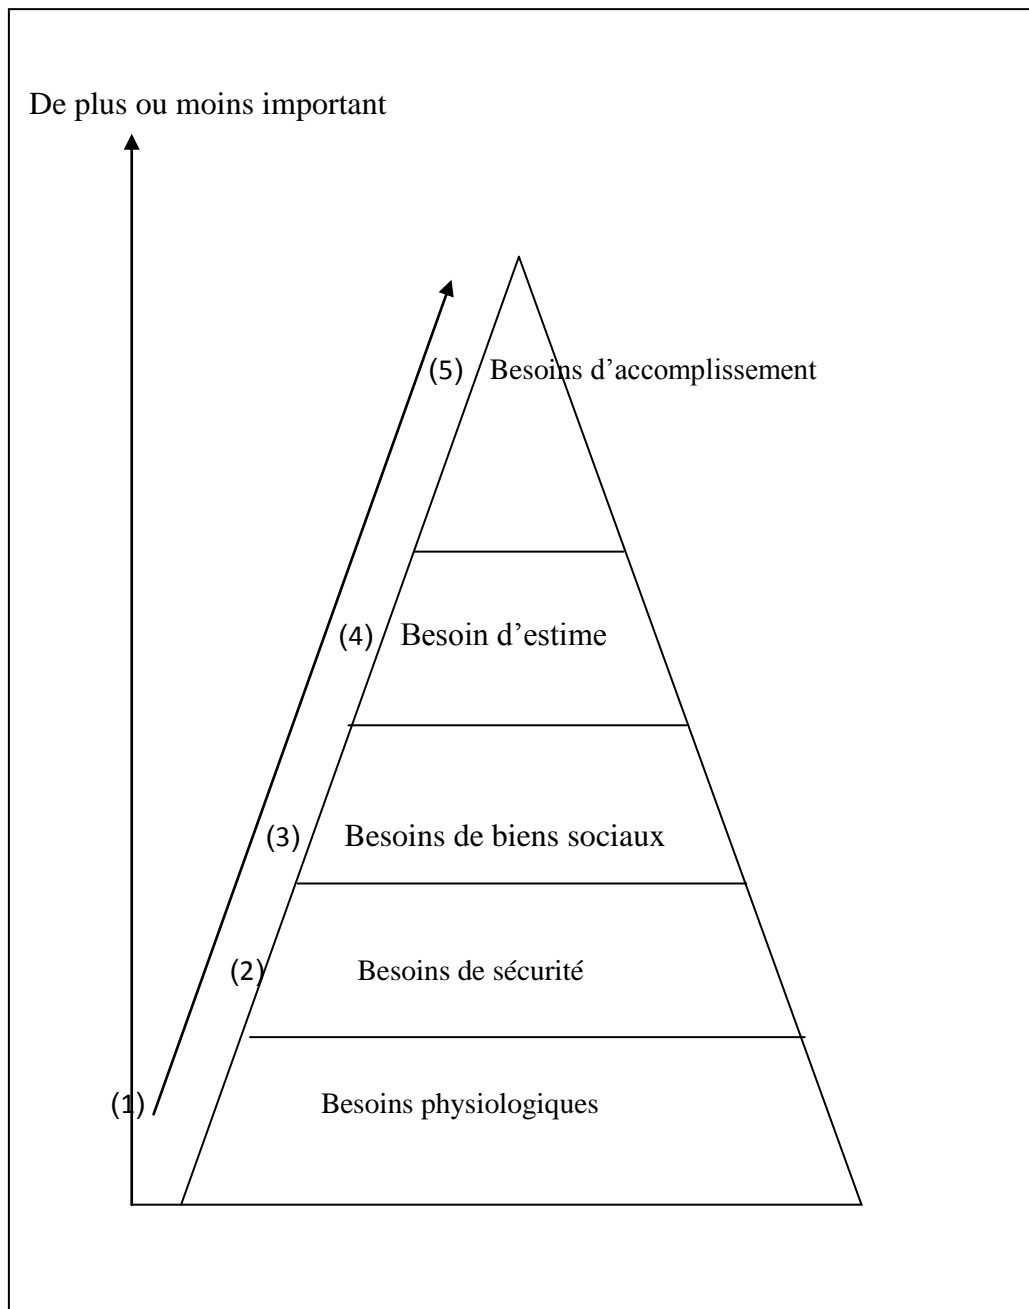 De plus ou moins important
(5) Besoins d’accomplissement
(4) Besoin d’estime
(3) Besoins de biens sociaux
(2) Besoins de sécurité
(1) Besoins physiologiques